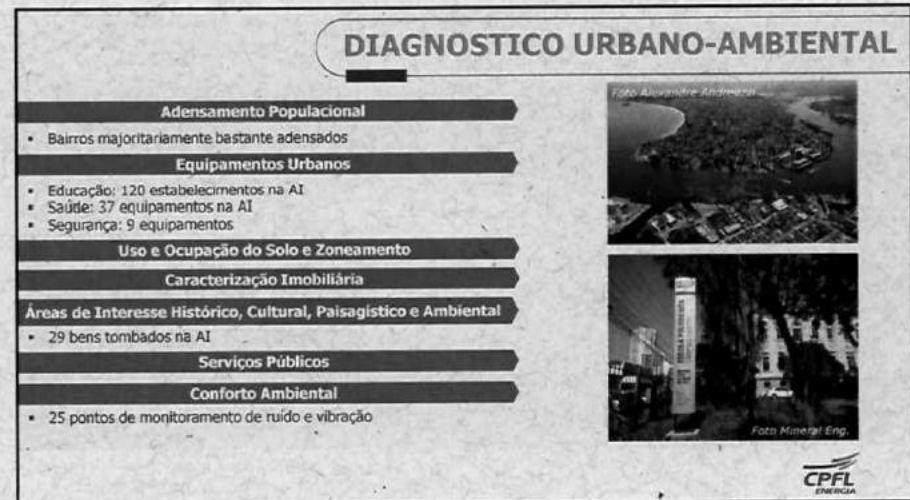 DIAGNOSTICO URBANO-AMBIENTAL
Adensamento Populacional
▪ Bairros majoritariamente bastante adensados
Equipamentos Urbanos
▪ Educação: 120 estabelecimentos na AI
▪ Saúde: 37 equipamentos na AI
▪ Segurança: 9 equipamentos
Uso e Ocupação do Solo e Zoneamento
Caracterização Imobiliária
Áreas de Interesse Histórico, Cultural, Paisagístico e Ambiental
▪ 29 bens tombados na AI
Serviços Públicos
Conforto Ambiental
▪ 25 pontos de monitoramento de ruído e vibração
Foto Alexandre Andreazzi
Foto Mineral Eng.
CPFL
ENERGIA